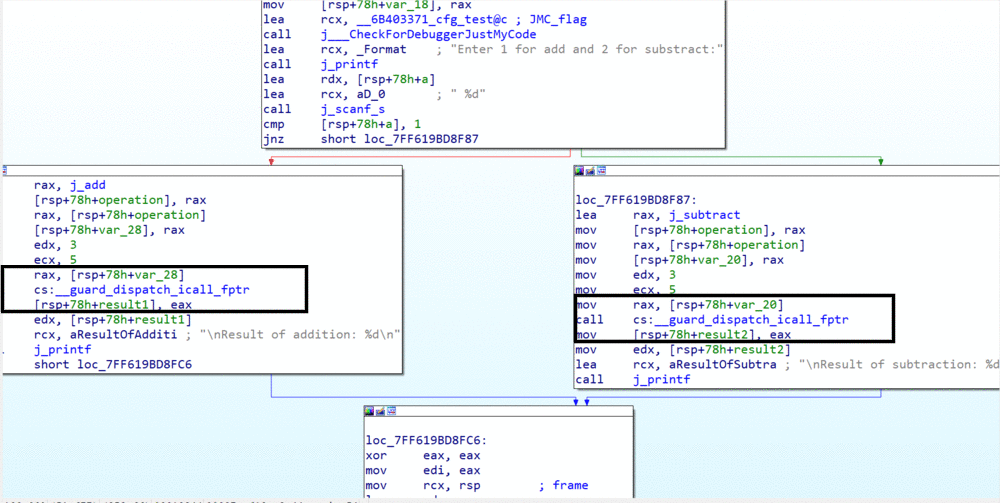 mov [rsp+78h+var_18], rax
lea rcx, __6B403371_cfg_test@c ; JMC_flag
call j___CheckForDebuggerJustMyCode
lea rcx, _Format ; "Enter 1 for add and 2 for substract:"
call j_printf
lea rdx, [rsp+78h+a]
lea rcx, aD_0 ; " %d"
call j_scanf_s
cmp [rsp+78h+a], 1
jnz short loc_7FF619BD8F87
rax, j_add
[rsp+78h+operation], rax
rax, [rsp+78h+operation]
[rsp+78h+var_28], rax
edx, 3
ecx, 5
rax, [rsp+78h+var_28]
cs:__guard_dispatch_icall_fptr
[rsp+78h+result1], eax
edx, [rsp+78h+result1]
rcx, aResultOfAdditi ; "\nResult of addition: %d\n"
j_printf
short loc_7FF619BD8FC6
loc_7FF619BD8F87:
lea rax, j_subtract
mov [rsp+78h+operation], rax
mov rax, [rsp+78h+operation]
mov [rsp+78h+var_20], rax
mov edx, 3
mov ecx, 5
mov rax, [rsp+78h+var_20]
call cs:__guard_dispatch_icall_fptr
mov [rsp+78h+result2], eax
mov edx, [rsp+78h+result2]
lea rcx, aResultOfSubtra ; "\nResult of subtraction: %d
call j_printf
loc_7FF619BD8FC6:
xor eax, eax
mov edi, eax
mov rcx, rsp ; frame